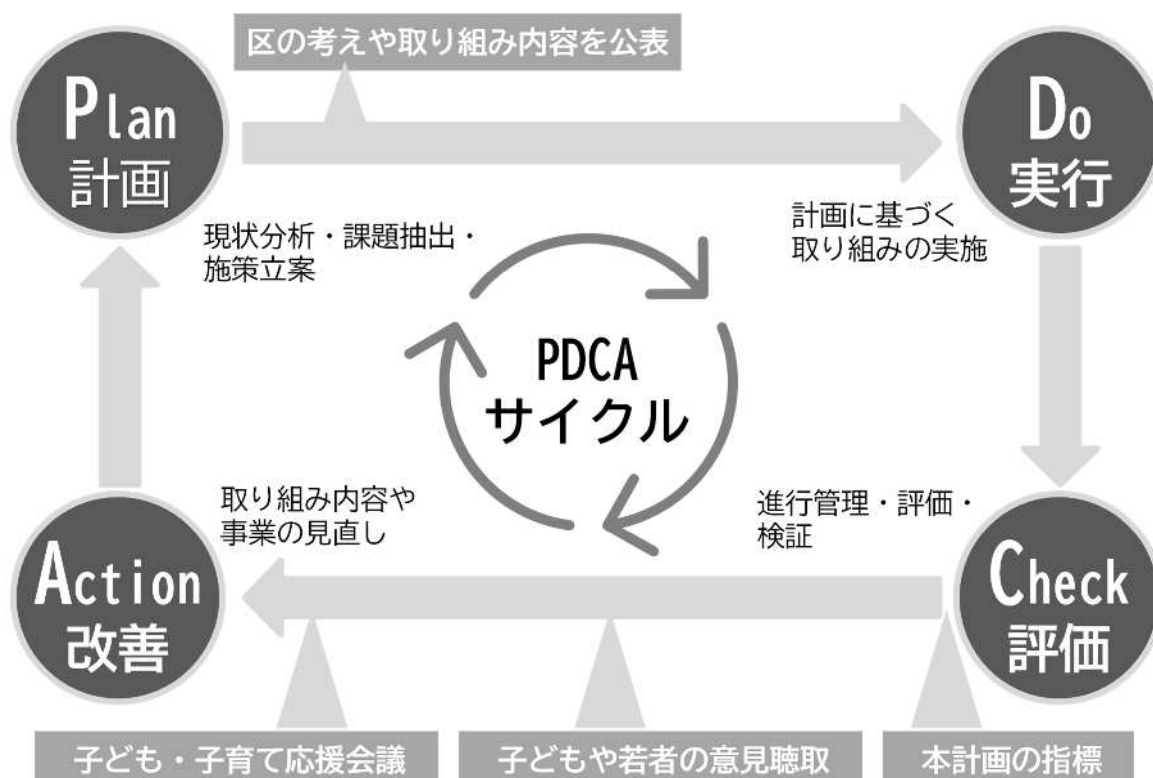 区の考えや取り組み内容を公表
Plan
計画
Do
実行
現状分析・課題抽出・
施策立案
計画に基づく
取り組みの実施
PDCA
サイクル
取り組み内容や
事業の見直し
進行管理・評価・
検証
Action
改善
Check
評価
子ども・子育て応援会議
子どもや若者の意見聴取
本計画の指標